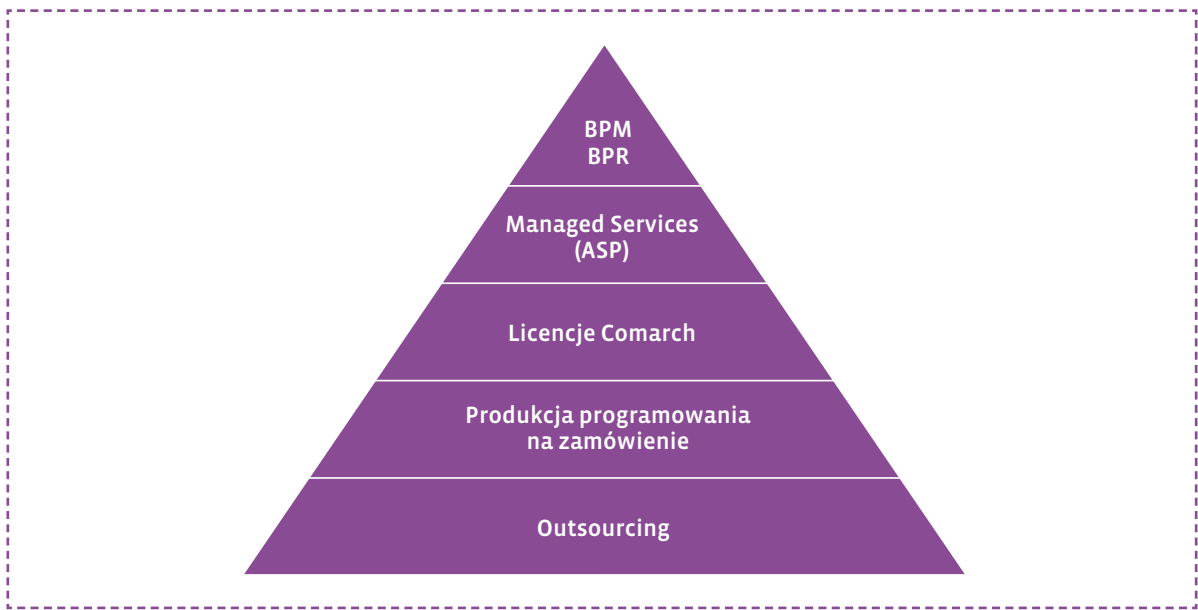 BPM
BPR
Managed Services
(ASP)
Licencje Comarch
Produkcja programowania
na zamówienie
Outsourcing